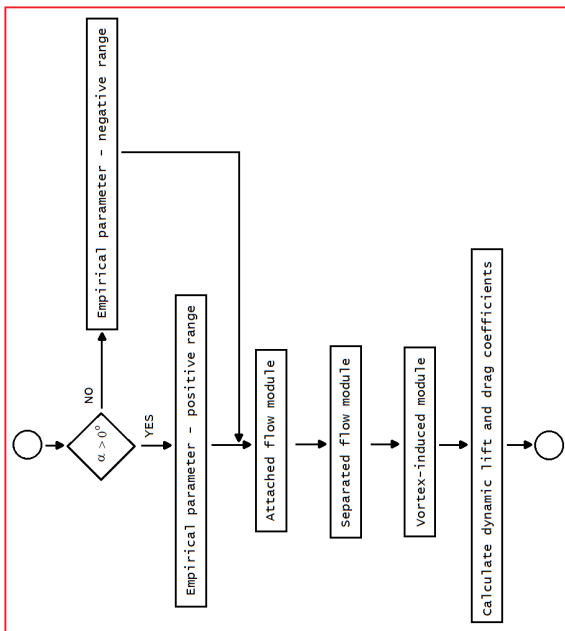 α > 0°
NO
YES
Empirical parameter – negative range
Empirical parameter – positive range
Attached flow module
Separated flow module
Vortex-induced module
Calculate dynamic lift and drag coefficients